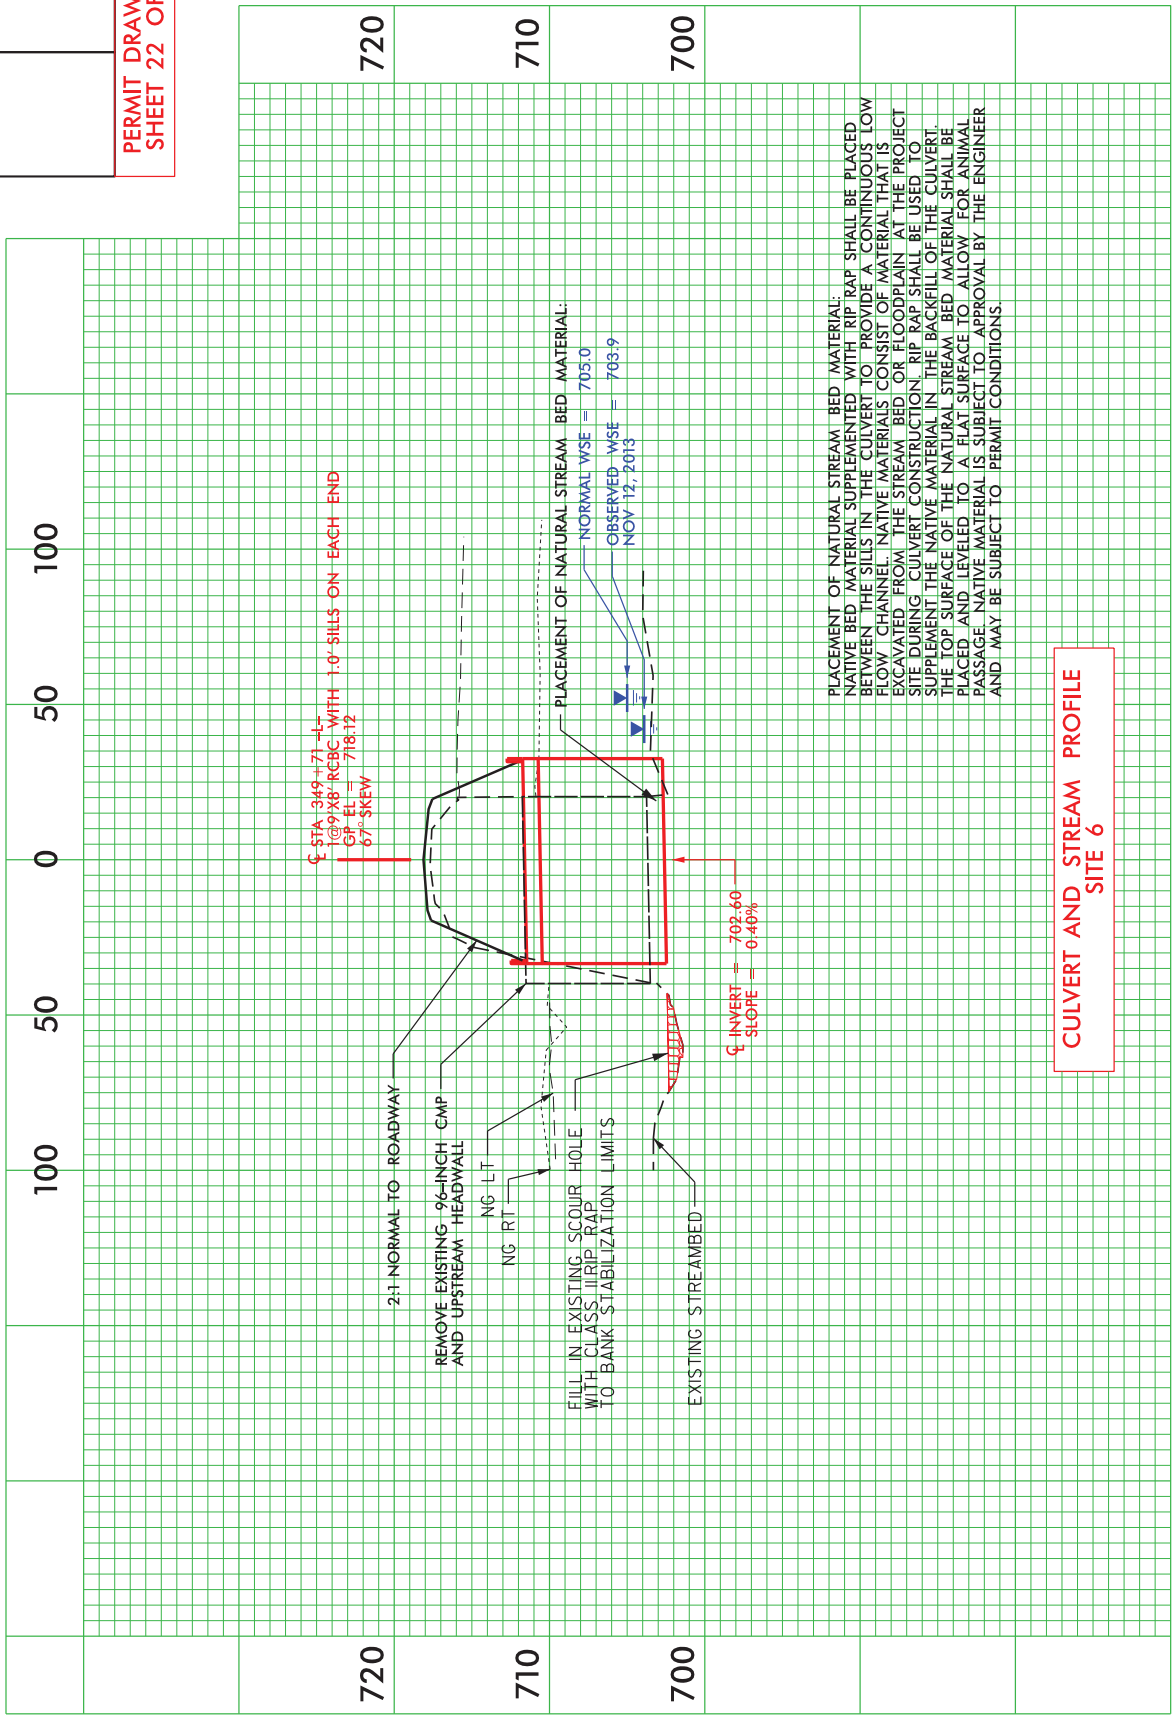 PERMIT DRAW
SHEET 22 OF
100
50
0
50
100
720
710
700
720
710
700
℄ STA 349+71 -L-
1@9'X8' RCBC WITH 1.0' SILLS ON EACH END
GP EL = 718.12
67° SKEW
2:1 NORMAL TO ROADWAY
REMOVE EXISTING 96-INCH CMP
AND UPSTREAM HEADWALL
NG LT
NG RT
FILL IN EXISTING SCOUR HOLE
WITH CLASS II RIP RAP
TO BANK STABILIZATION LIMITS
EXISTING STREAMBED
PLACEMENT OF NATURAL STREAM BED MATERIAL:
NORMAL WSE = 705.0
OBSERVED WSE = 703.9
NOV 12, 2013
℄ INVERT = 702.60
SLOPE = 0.40%
PLACEMENT OF NATURAL STREAM BED MATERIAL:
NATIVE BED MATERIAL SUPPLEMENTED WITH RIP RAP SHALL BE PLACED
BETWEEN THE SILLS IN THE CULVERT TO PROVIDE A CONTINUOUS LOW
FLOW CHANNEL. NATIVE MATERIALS CONSIST OF MATERIAL THAT IS
EXCAVATED FROM THE STREAM BED OR FLOODPLAIN AT THE PROJECT
SITE DURING CULVERT CONSTRUCTION. RIP RAP SHALL BE USED TO
SUPPLEMENT THE NATIVE MATERIAL IN THE BACKFILL OF THE CULVERT.
THE TOP SURFACE OF THE NATURAL STREAM BED MATERIAL SHALL BE
PLACED AND LEVELED TO A FLAT SURFACE TO ALLOW FOR ANIMAL
PASSAGE. NATIVE MATERIAL IS SUBJECT TO APPROVAL BY THE ENGINEER
AND MAY BE SUBJECT TO PERMIT CONDITIONS.
CULVERT AND STREAM PROFILE
SITE 6